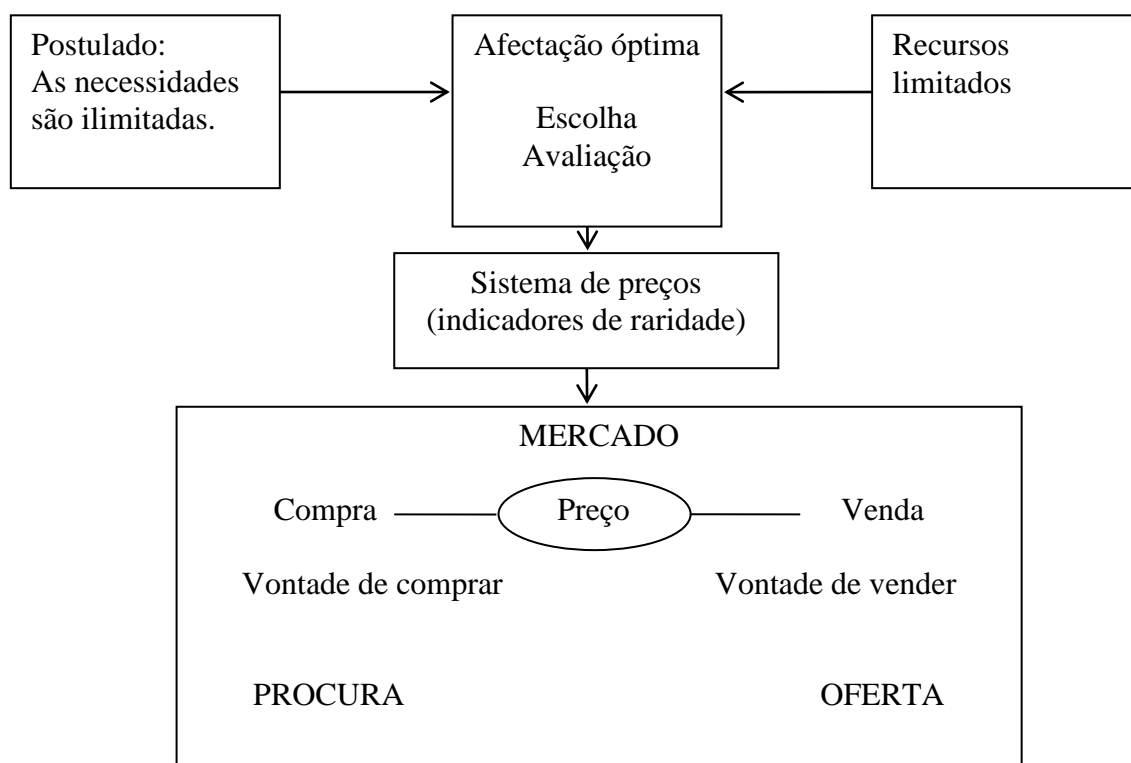 Postulado:
As necessidades
são ilimitadas.
Afectação óptima
Escolha
Avaliação
Recursos
limitados
Sistema de preços
(indicadores de raridade)
MERCADO
Compra
Preço
Venda
Vontade de comprar
Vontade de vender
PROCURA
OFERTA